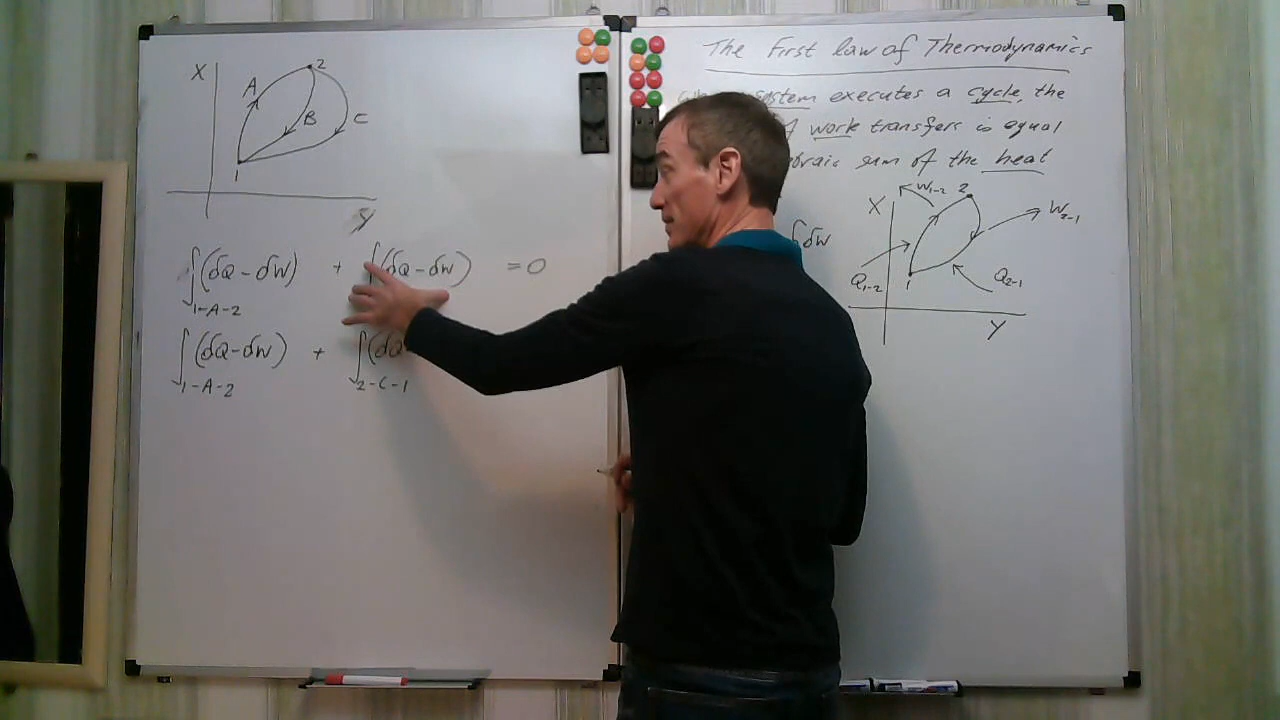 X
2
A
B
C
1
y
∫(δQ-δW) + ∫(δQ-δW) = 0
1-A-2
∫(δQ-δW) + ∫(δQ
1-A-2 2-C-1
The First law of Thermodynamics
system executes a cycle, the
work transfers is equal
sum of the heat
δW
X
W1-2
2
W2-1
Q1-2
1
Q2-1
Y